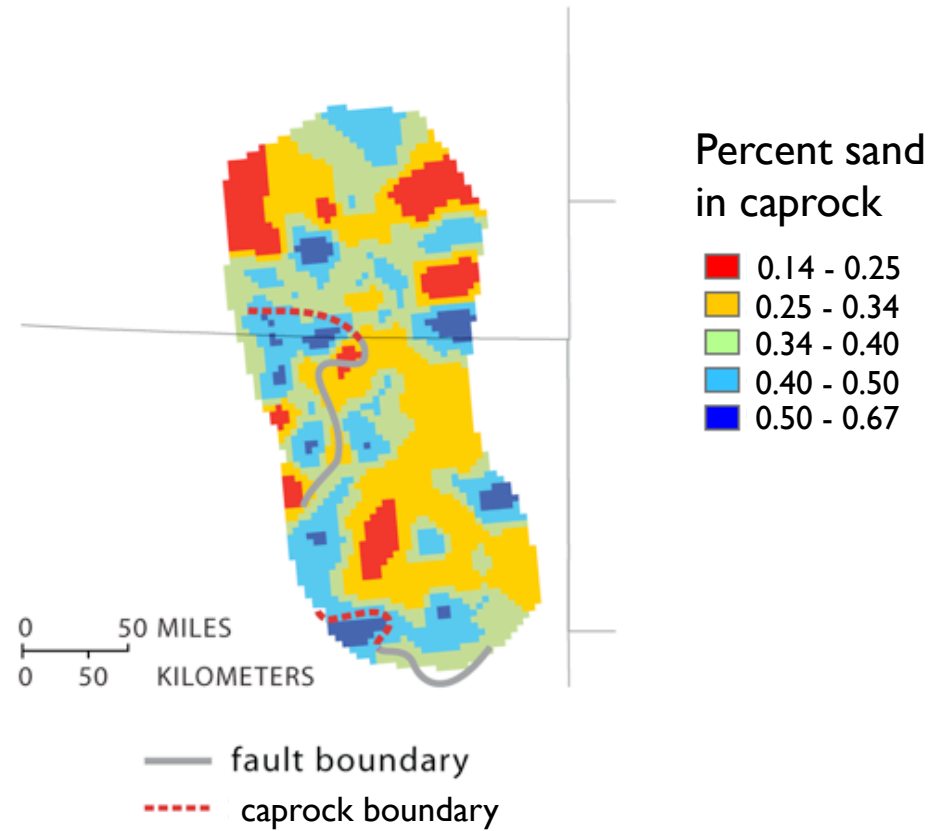 Percent sand
in caprock
0.14 - 0.25
0.25 - 0.34
0.34 - 0.40
0.40 - 0.50
0.50 - 0.67
0 50 MILES
0 50 KILOMETERS
fault boundary
caprock boundary